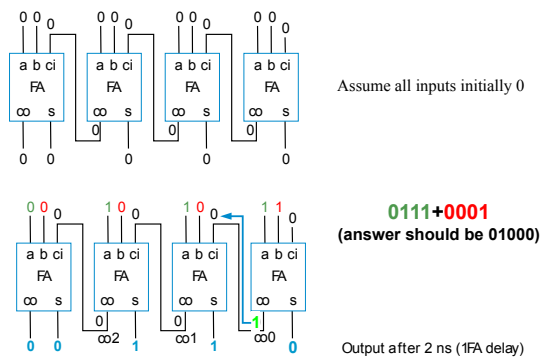 0 0 0 0 0 0 0 0 0 0 0 0
a b ci a b ci a b ci a b ci
FA FA FA FA
co s co s co s co s
0 0 0
0 0 0 0 0
Assume all inputs initially 0
0 0 0 1 0 0 1 0 0 1 1 0
a b ci a b ci a b ci a b ci
FA FA FA FA
co s co s co s co s
1
0 0 co2 1 co1 1 co0 0
0111+0001
(answer should be 01000)
Output after 2 ns (1FA delay)